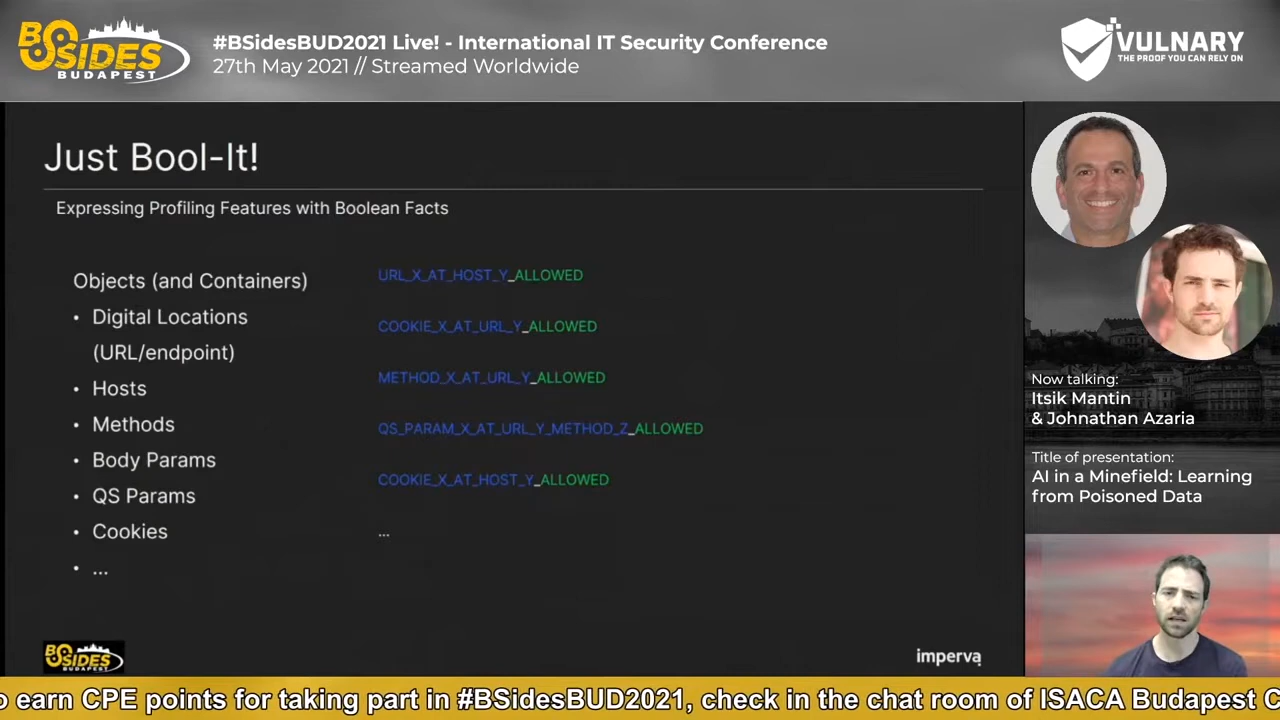 BSIDES
BUDAPEST
#BSidesBUD2021 Live! - International IT Security Conference
27th May 2021 // Streamed Worldwide
VULNARY
THE PROOF YOU CAN RELY ON
Just Bool-It!
Expressing Profiling Features with Boolean Facts
Objects (and Containers)
• Digital Locations
(URL/endpoint)
• Hosts
• Methods
• Body Params
• QS Params
• Cookies
• ...
URL_X_AT_HOST_Y_ALLOWED
COOKIE_X_AT_URL_Y_ALLOWED
METHOD_X_AT_URL_Y_ALLOWED
QS_PARAM_X_AT_URL_Y_METHOD_Z_ALLOWED
COOKIE_X_AT_HOST_Y_ALLOWED
...
Now talking:
Itsik Mantin
& Johnathan Azaria
Title of presentation:
AI in a Minefield: Learning
from Poisoned Data
BSIDES
BUDAPEST
imperva
o earn CPE points for taking part in #BSidesBUD2021, check in the chat room of ISACA Budapest C